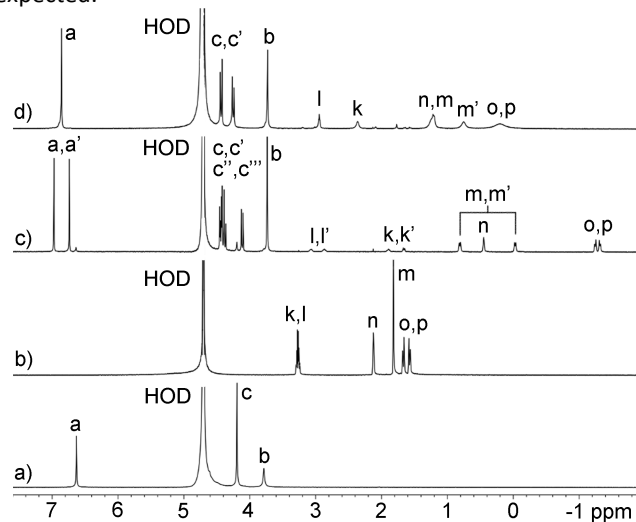 expected.
HOD
a
c,c’
b
l
k
n,m
m’
o,p
d)
a,a’
HOD
c,c’
c’’,c’’’
b
l,l’
k,k’
m,m’
n
o,p
c)
HOD
k,l
n
m
o,p
b)
HOD
a
c
b
a)
7 6 5 4 3 2 1 0 -1 ppm